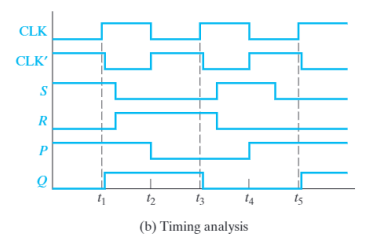 CLK
CLK′
S
R
P
Q
t₁ t₂ t₃ t₄ t₅
(b) Timing analysis